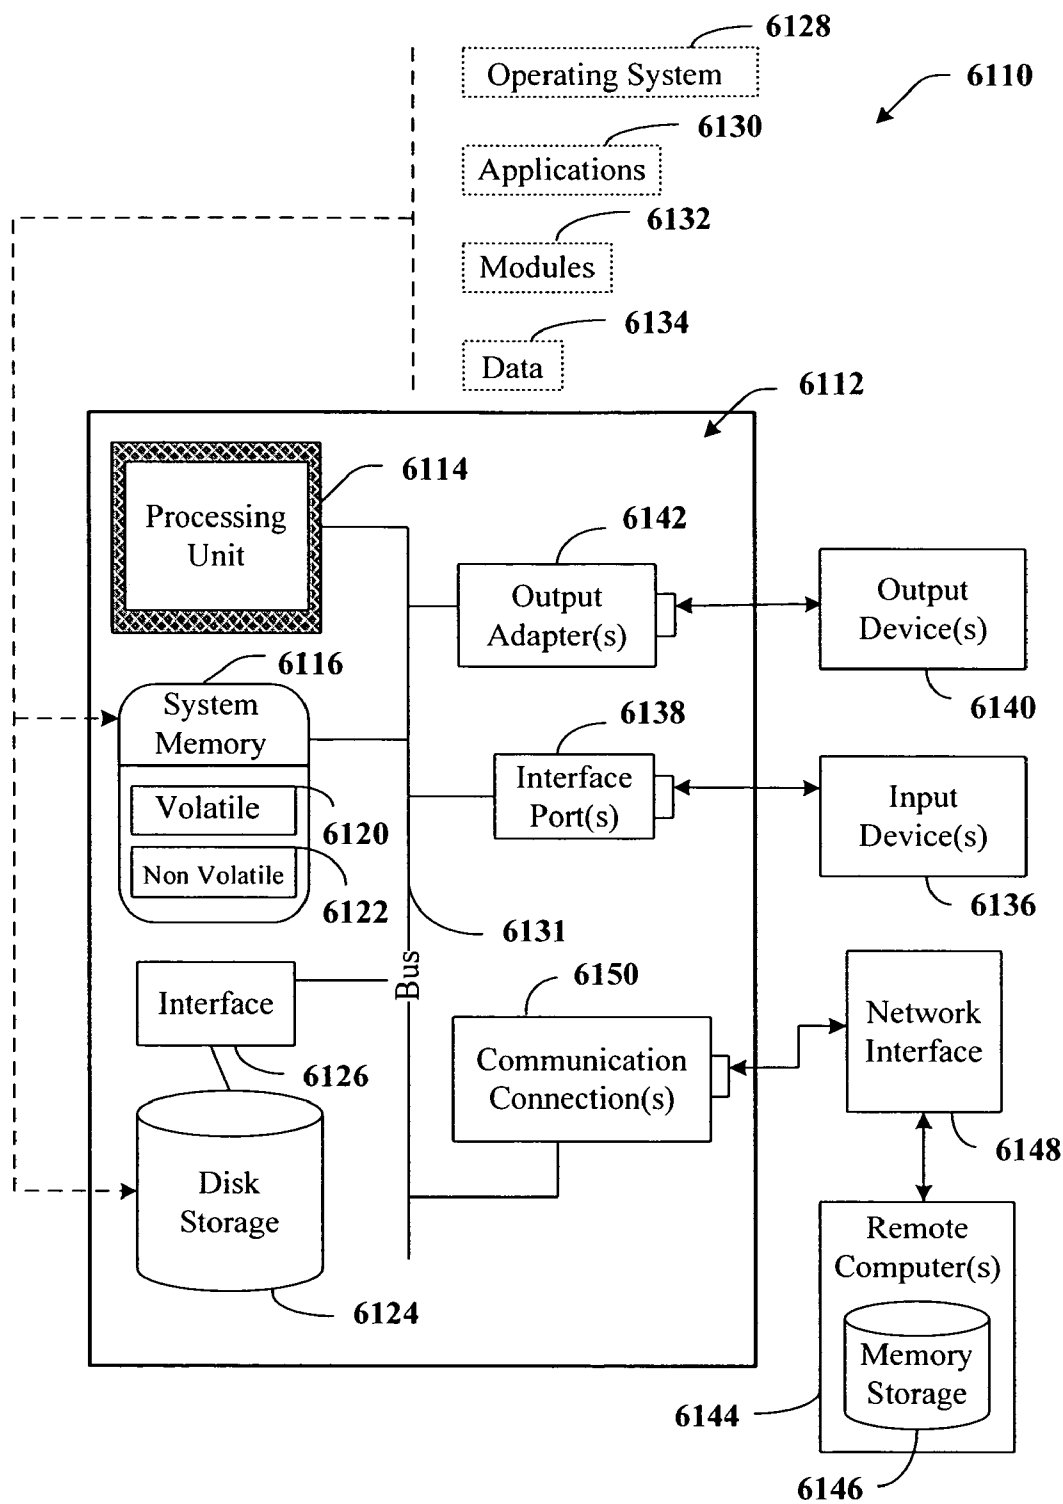 6128
Operating System
6110
6130
Applications
6132
Modules
6134
Data
6112
6114
Processing
Unit
6142
Output
Adapter(s)
Output
Device(s)
6140
6116
System
Memory
Volatile
6120
Non Volatile
6122
6138
Interface
Port(s)
Input
Device(s)
6136
6131
Bus
Interface
6126
6150
Communication
Connection(s)
Network
Interface
6148
Disk
Storage
6124
Remote
Computer(s)
Memory
Storage
6144
6146